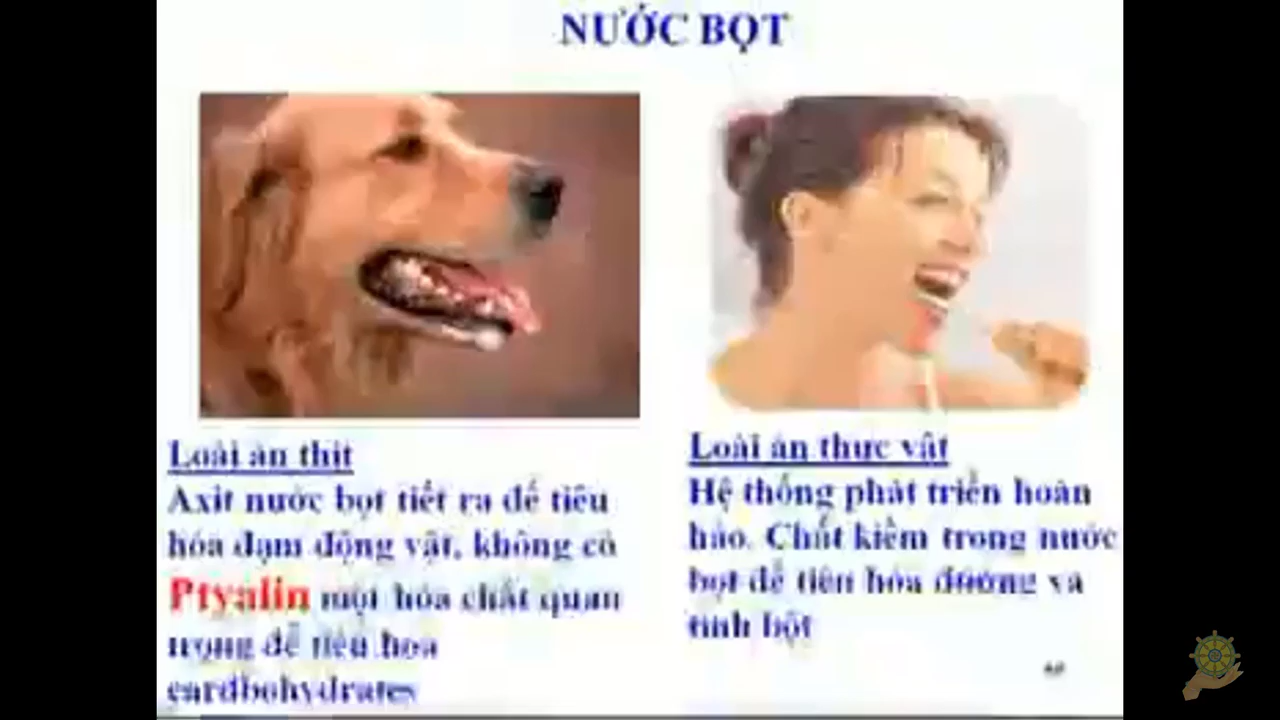 NƯỚC BỌT
Loài ăn thịt
Axit nước bọt tiết ra để tiêu
hóa đạm động vật, không có
Ptyalin một hóa chất quan
trọng để tiêu hóa
cardbohydrates
Loài ăn thực vật
Hệ thống phát triển hoàn
hảo. Chất kiềm trong nước
bọt để tiêu hóa đường và
tinh bột